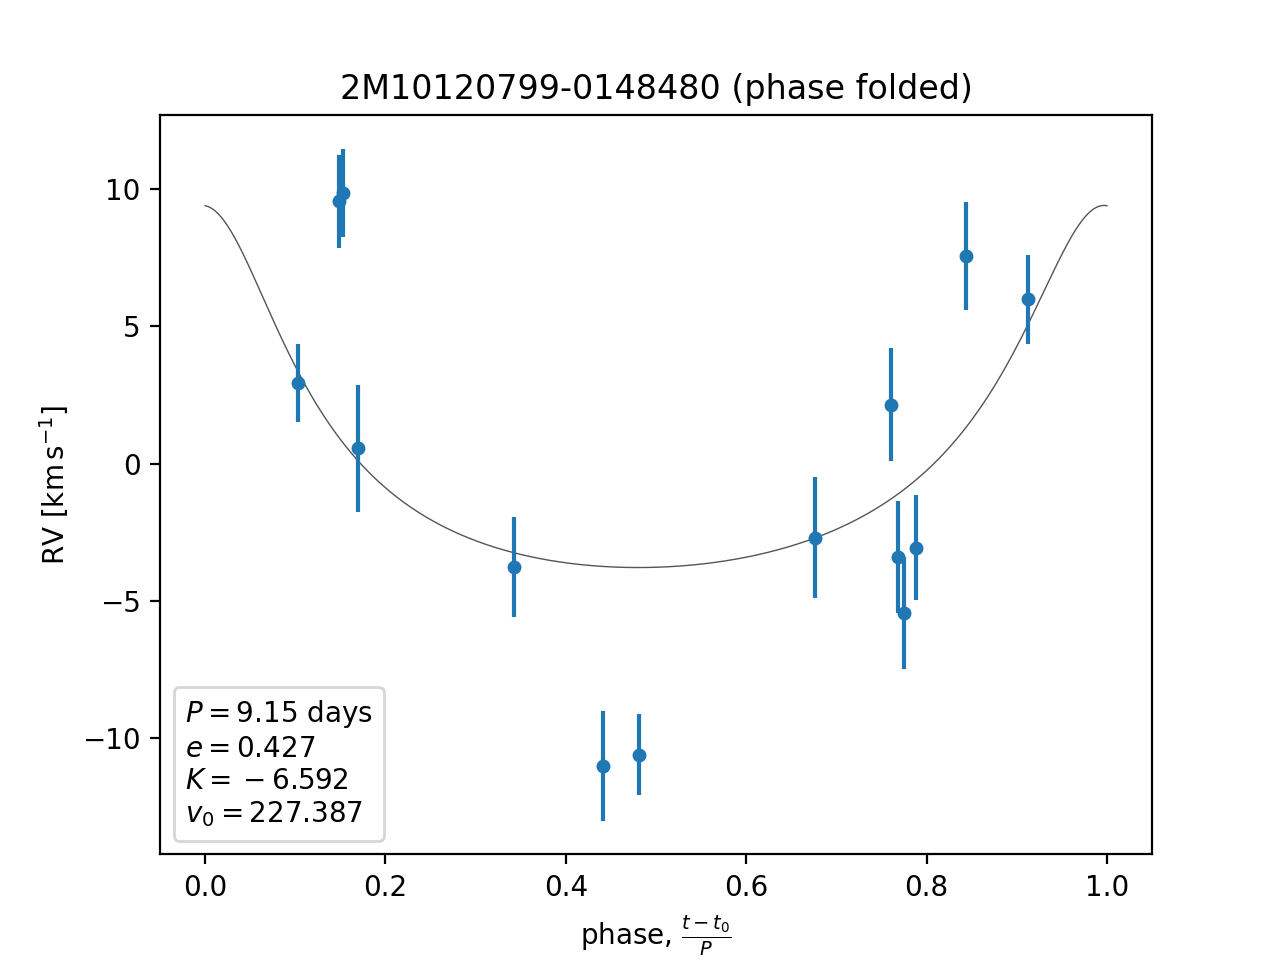 2M10120799-0148480 (phase folded)
10
5
0
−5
−10
RV [km s⁻¹]
P = 9.15 days
e = 0.427
K = − 6.592
v₀ = 227.387
0.0 0.2 0.4 0.6 0.8 1.0
phase, (t − t₀)/P